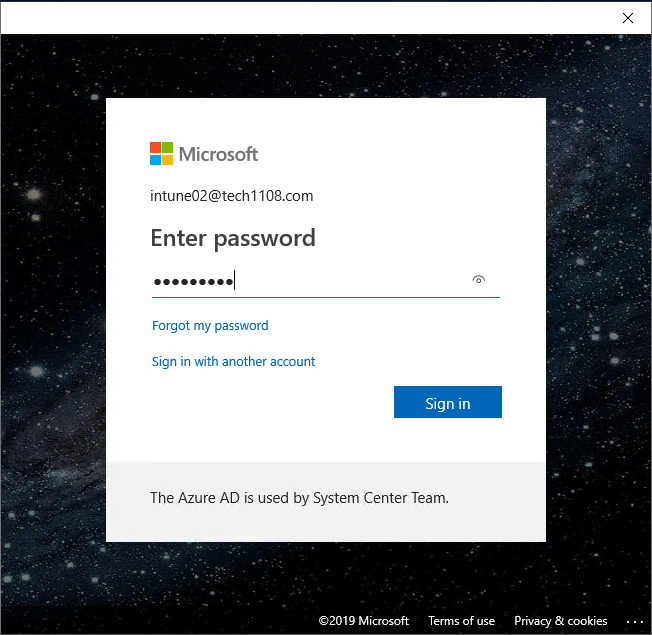 Microsoft
intune02@tech1108.com
Enter password
•••••••••
Forgot my password
Sign in with another account
Sign in
The Azure AD is used by System Center Team.
©2019 Microsoft Terms of use Privacy & cookies ...